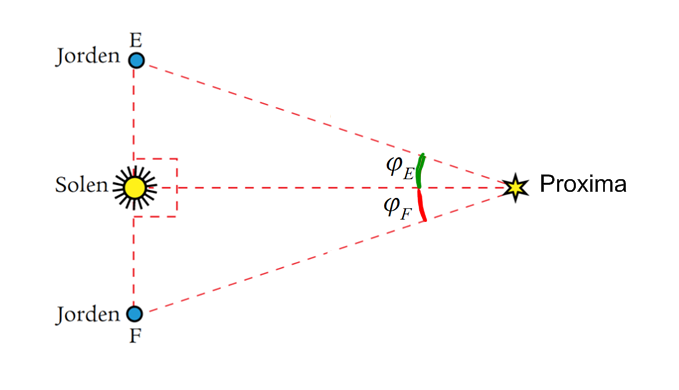 E
Jorden
φE
Solen
Proxima
φF
Jorden
F